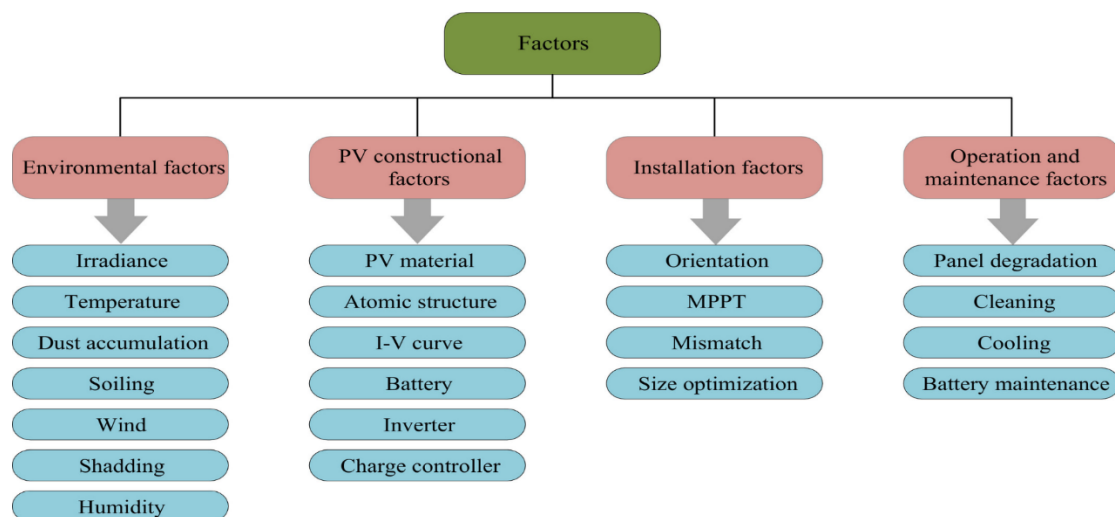 Factors
Environmental factors
PV constructional
factors
Installation factors
Operation and
maintenance factors
Irradiance
Temperature
Dust accumulation
Soiling
Wind
Shadding
Humidity
PV material
Atomic structure
I-V curve
Battery
Inverter
Charge controller
Orientation
MPPT
Mismatch
Size optimization
Panel degradation
Cleaning
Cooling
Battery maintenance